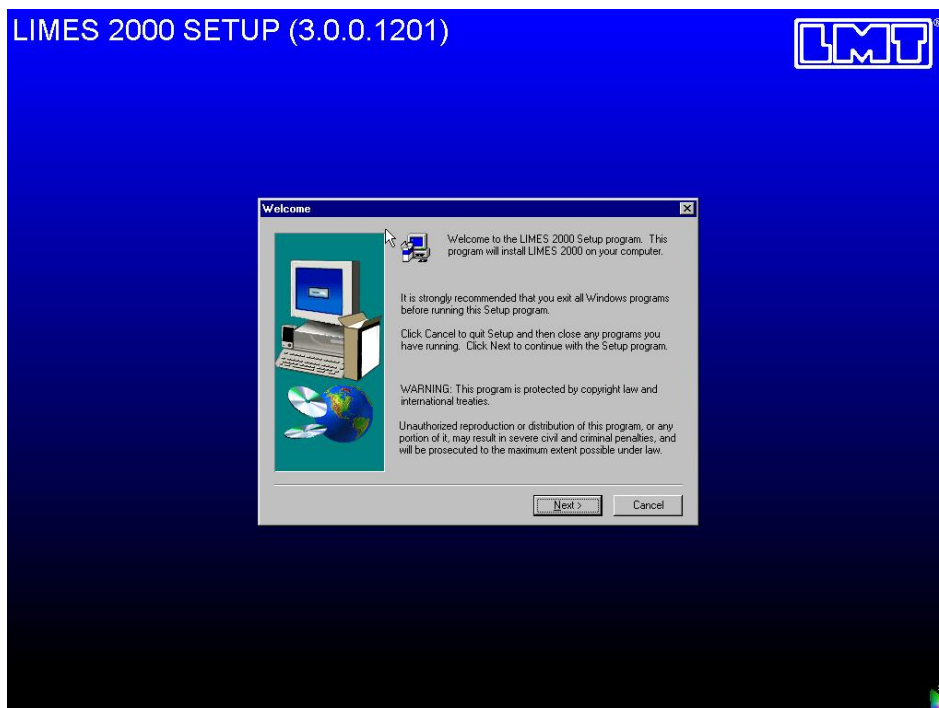 LIMES 2000 SETUP (3.0.0.1201)
LMT®
Welcome
Welcome to the LIMES 2000 Setup program. This
program will install LIMES 2000 on your computer.
It is strongly recommended that you exit all Windows programs
before running this Setup program.
Click Cancel to quit Setup and then close any programs you
have running. Click Next to continue with the Setup program.
WARNING: This program is protected by copyright law and
international treaties.
Unauthorized reproduction or distribution of this program, or any
portion of it, may result in severe civil and criminal penalties, and
will be prosecuted to the maximum extent possible under law.
Next >
Cancel